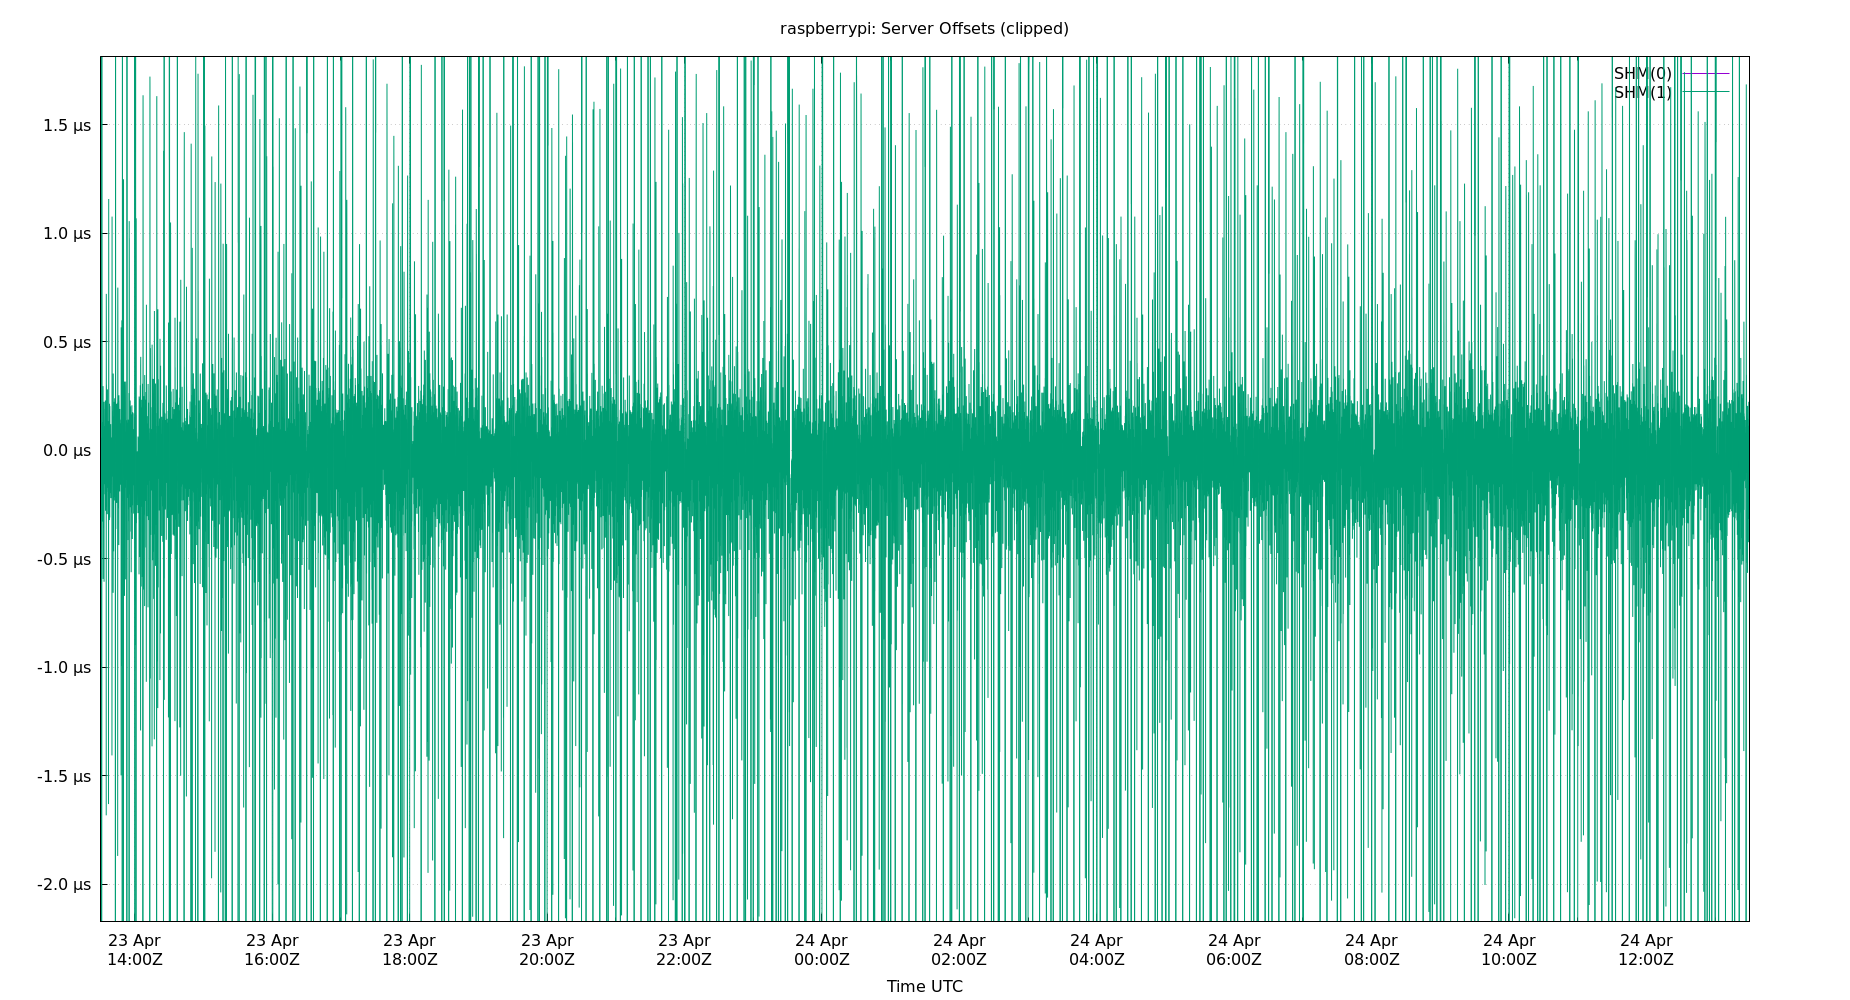 raspberrypi: Server Offsets (clipped)
SHM(0)
SHM(1)
1.5 µs
1.0 µs
0.5 µs
0.0 µs
-0.5 µs
-1.0 µs
-1.5 µs
-2.0 µs
23 Apr 23 Apr 23 Apr 23 Apr 23 Apr 24 Apr 24 Apr 24 Apr 24 Apr 24 Apr 24 Apr 24 Apr
14:00Z 16:00Z 18:00Z 20:00Z 22:00Z 00:00Z 02:00Z 04:00Z 06:00Z 08:00Z 10:00Z 12:00Z
Time UTC